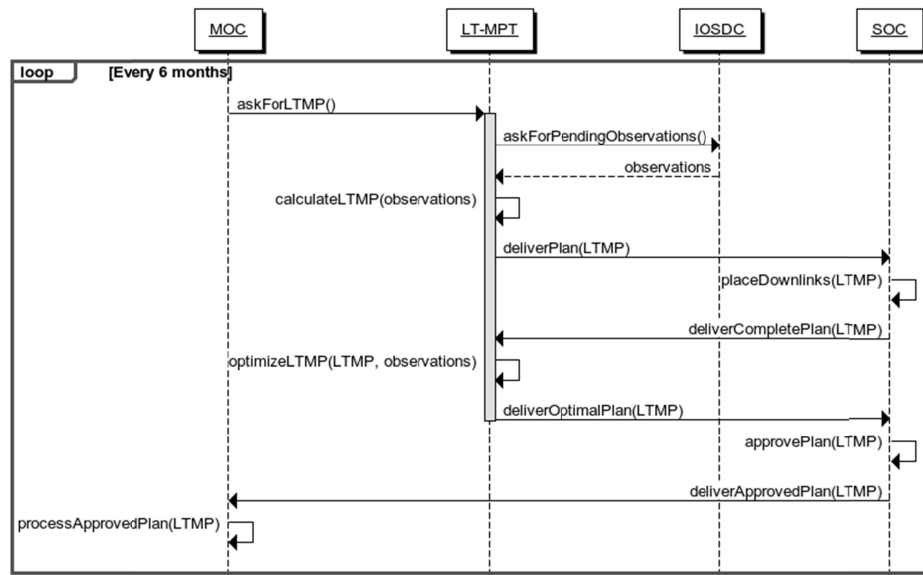 MOC LT-MPT IOSDC SOC
loop [Every 6 months]
askForLTMP()
askForPendingObservations()
observations
calculateLTMP(observations)
deliverPlan(LTMP)
placeDownlinks(LTMP)
deliverCompletePlan(LTMP)
optimizeLTMP(LTMP, observations)
deliverOptimalPlan(LTMP)
approvePlan(LTMP)
deliverApprovedPlan(LTMP)
processApprovedPlan(LTMP)